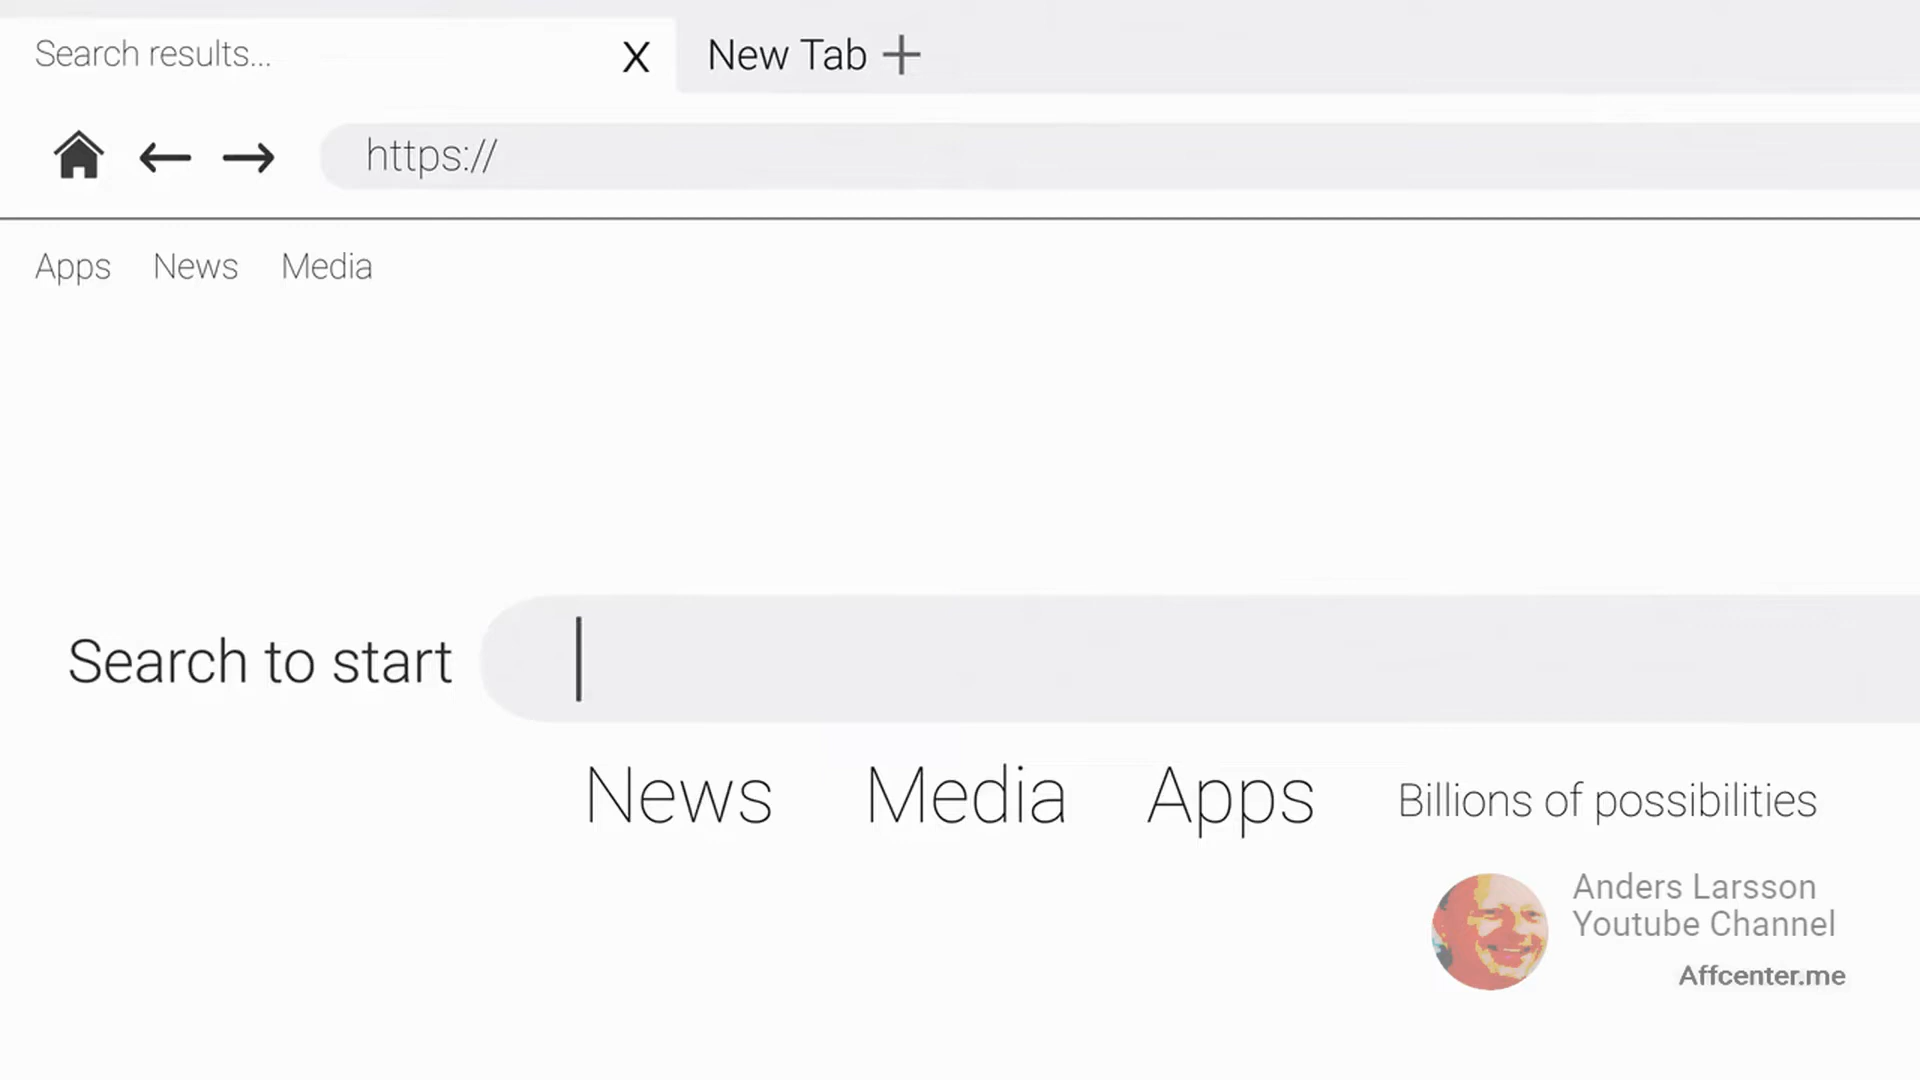 Search results... X New Tab +
https://
Apps News Media
Search to start
News Media Apps Billions of possibilities
Anders Larsson
Youtube Channel
Affcenter.me